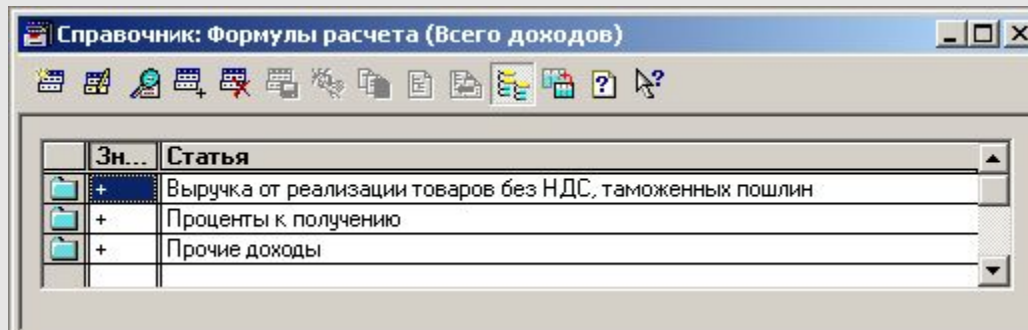 Справочник: Формулы расчета (Всего доходов)
Зн... Статья
+ Выручка от реализации товаров без НДС, таможенных пошлин
+ Проценты к получению
+ Прочие доходы